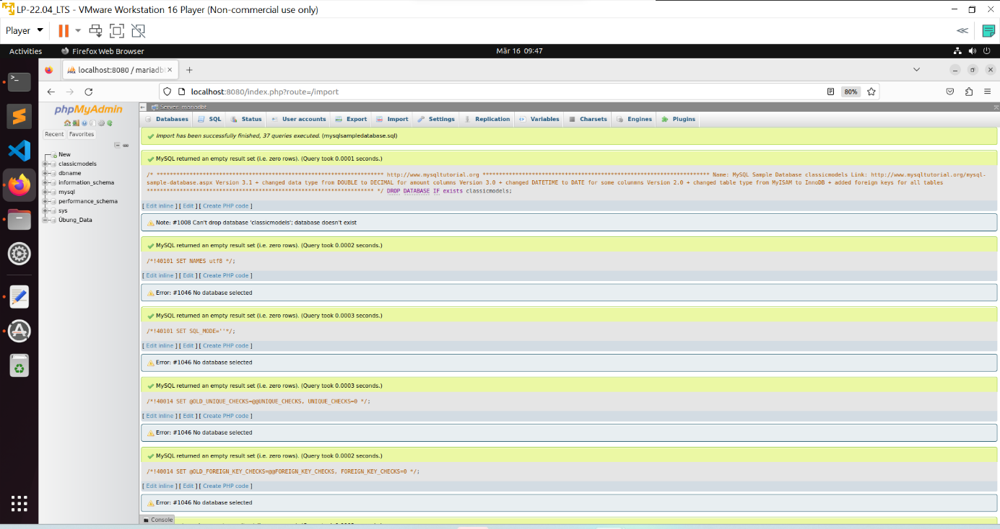 LP-22.04_LTS - VMware Workstation 16 Player (Non-commercial use only)
Player
Activities
Firefox Web Browser
Mär 16 09:47
localhost:8080 / mariadb
localhost:8080/index.php?route=/import
80%
phpMyAdmin
Recent
Favorites
New
classicmodels
dbname
information_schema
mysql
performance_schema
sys
Übung_Data
Server: mariadbt
Databases
SQL
Status
User accounts
Export
Import
Settings
Replication
Variables
Charsets
Engines
Plugins
Import has been successfully finished, 37 queries executed. (mysqlsampledatabase.sql)
MySQL returned an empty result set (i.e. zero rows). (Query took 0.0001 seconds.)
/* ********************************************************************* http://www.mysqltutorial.org ********************************************************************* Name: MySQL Sample Database classicmodels Link: http://www.mysqltutorial.org/mysql-
sample-database.aspx Version 3.1 + changed data type from DOUBLE to DECIMAL for amount columns Version 3.0 + changed DATETIME to DATE for some colunmns Version 2.0 + changed table type from MyISAM to InnoDB + added foreign keys for all tables
********************************************************************* */ DROP DATABASE IF exists classicmodels;
[ Edit inline ] [ Edit ] [ Create PHP code ]
Note: #1008 Can't drop database 'classicmodels'; database doesn't exist
MySQL returned an empty result set (i.e. zero rows). (Query took 0.0002 seconds.)
/*!40101 SET NAMES utf8 */;
[ Edit inline ] [ Edit ] [ Create PHP code ]
Error: #1046 No database selected
MySQL returned an empty result set (i.e. zero rows). (Query took 0.0003 seconds.)
/*!40101 SET SQL_MODE=''*/;
[ Edit inline ] [ Edit ] [ Create PHP code ]
Error: #1046 No database selected
MySQL returned an empty result set (i.e. zero rows). (Query took 0.0003 seconds.)
/*!40014 SET @OLD_UNIQUE_CHECKS=@@UNIQUE_CHECKS, UNIQUE_CHECKS=0 */;
[ Edit inline ] [ Edit ] [ Create PHP code ]
Error: #1046 No database selected
MySQL returned an empty result set (i.e. zero rows). (Query took 0.0002 seconds.)
/*!40014 SET @OLD_FOREIGN_KEY_CHECKS=@@FOREIGN_KEY_CHECKS, FOREIGN_KEY_CHECKS=0 */;
[ Edit inline ] [ Edit ] [ Create PHP code ]
Error: #1046 No database selected
Console